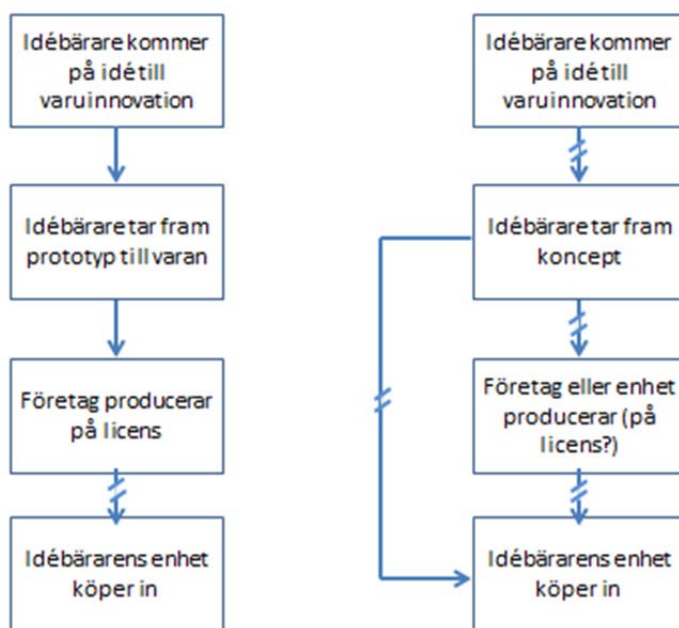 Idébärare kommer
på idé till
varuinnovation
Idébärare tar fram
prototyp till varan
Företag producerar
på licens
Idébärarens enhet
köper in
Idébärare kommer
på idé till
varuinnovation
Idébärare tar fram
koncept
Företag eller enhet
producerar (på
licens?)
Idébärarens enhet
köper in